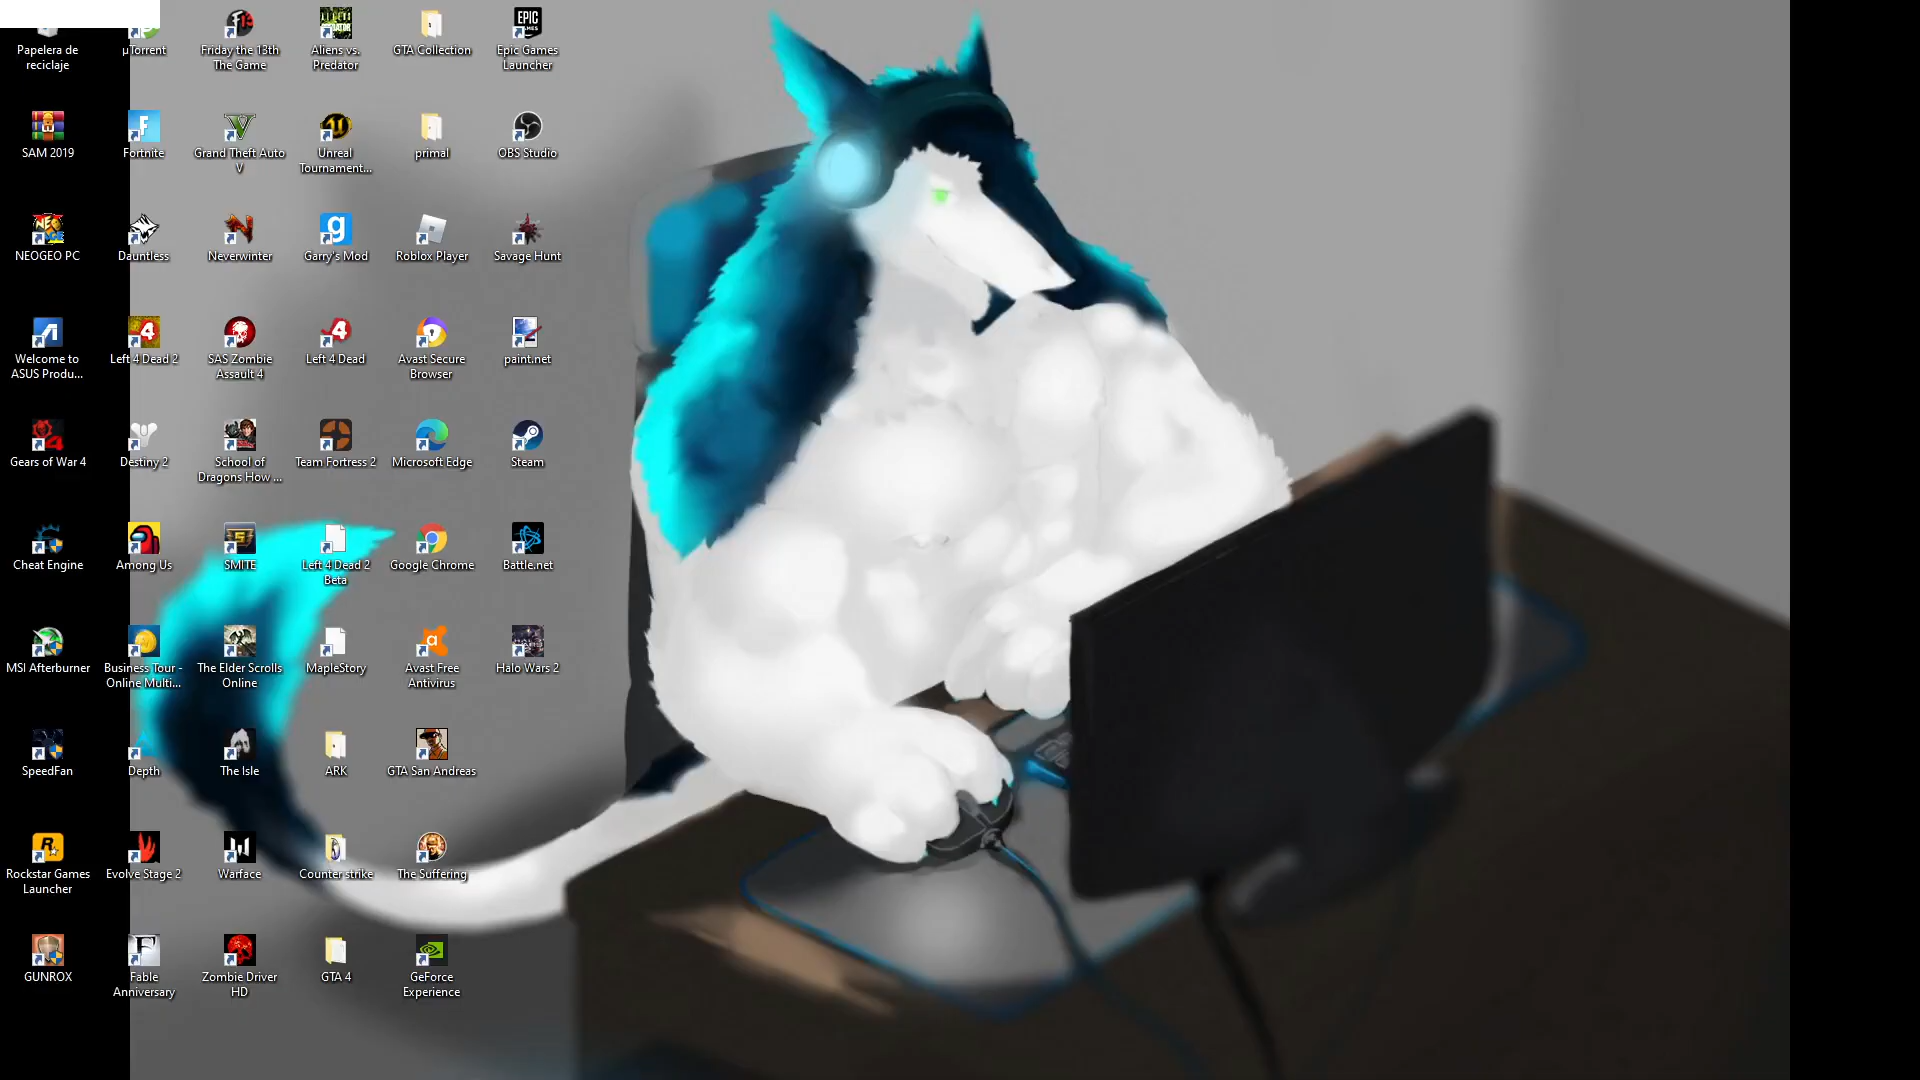 Papelera de
reciclaje
µTorrent
Friday the 13th
The Game
Aliens vs.
Predator
GTA Collection
EPIC
GAMES
Epic Games
Launcher
SAM 2019
Fortnite
Grand Theft Auto
V
Unreal
Tournament...
primal
OBS Studio
NEOGEO PC
Dauntless
Neverwinter
Garry's Mod
Roblox Player
Savage Hunt
Welcome to
ASUS Produ...
Left 4 Dead 2
SAS Zombie
Assault 4
Left 4 Dead
Avast Secure
Browser
paint.net
Gears of War 4
Destiny 2
School of
Dragons How ...
Team Fortress 2
Microsoft Edge
Steam
Cheat Engine
Among Us
SMITE
Left 4 Dead 2
Beta
Google Chrome
Battle.net
MSI Afterburner
Business Tour -
Online Multi...
The Elder Scrolls
Online
MapleStory
Avast Free
Antivirus
Halo Wars 2
SpeedFan
Depth
The Isle
ARK
GTA San Andreas
Rockstar Games
Launcher
Evolve Stage 2
Warface
Counter strike
The Suffering
GUNROX
Fable
Anniversary
Zombie Driver
HD
GTA 4
GeForce
Experience